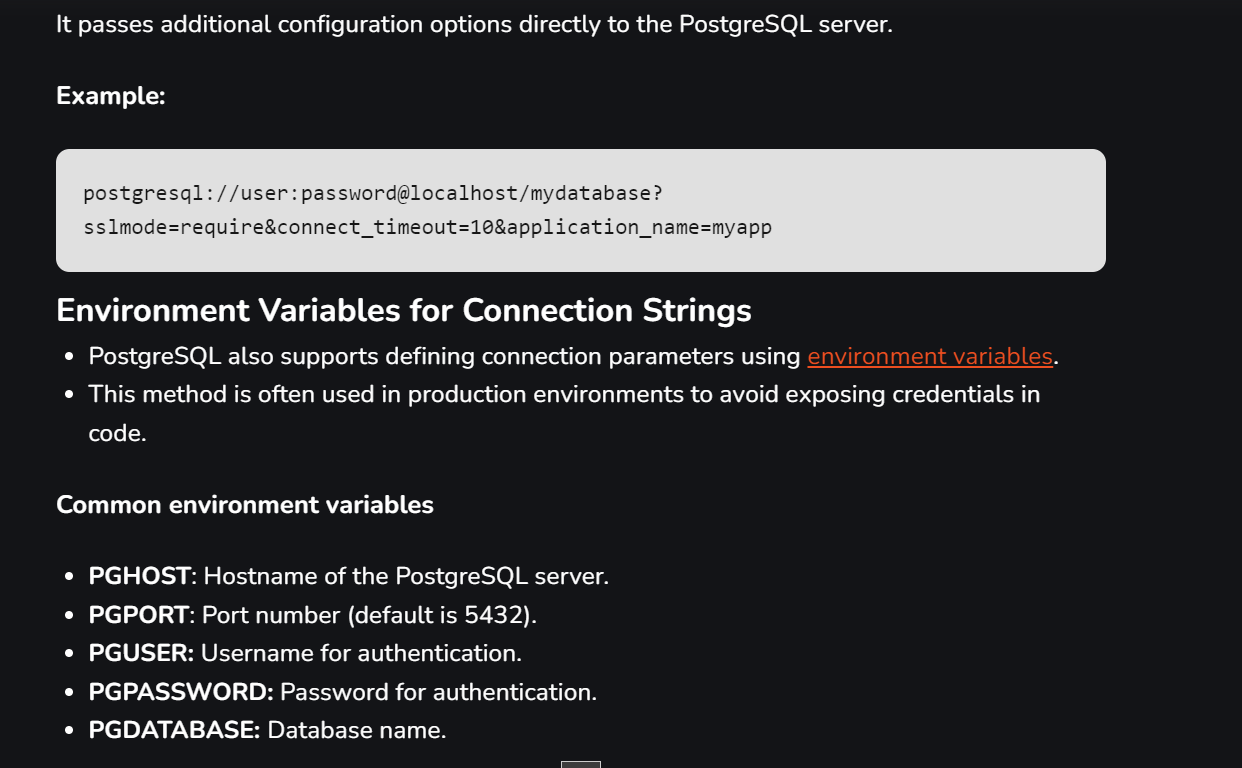 It passes additional configuration options directly to the PostgreSQL server.
Example:
postgresql://user:password@localhost/mydatabase?
sslmode=require&connect_timeout=10&application_name=myapp
Environment Variables for Connection Strings
• PostgreSQL also supports defining connection parameters using environment variables.
• This method is often used in production environments to avoid exposing credentials in
code.
Common environment variables
• PGHOST: Hostname of the PostgreSQL server.
• PGPORT: Port number (default is 5432).
• PGUSER: Username for authentication.
• PGPASSWORD: Password for authentication.
• PGDATABASE: Database name.